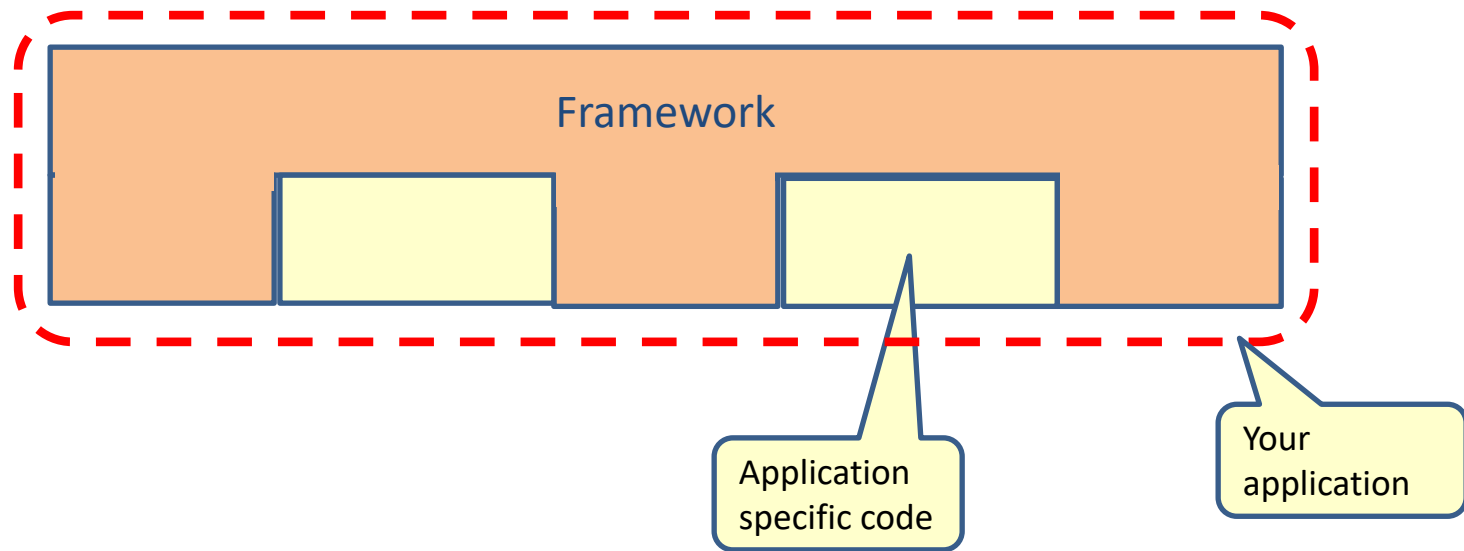 Framework
Application
specific code
Your
application